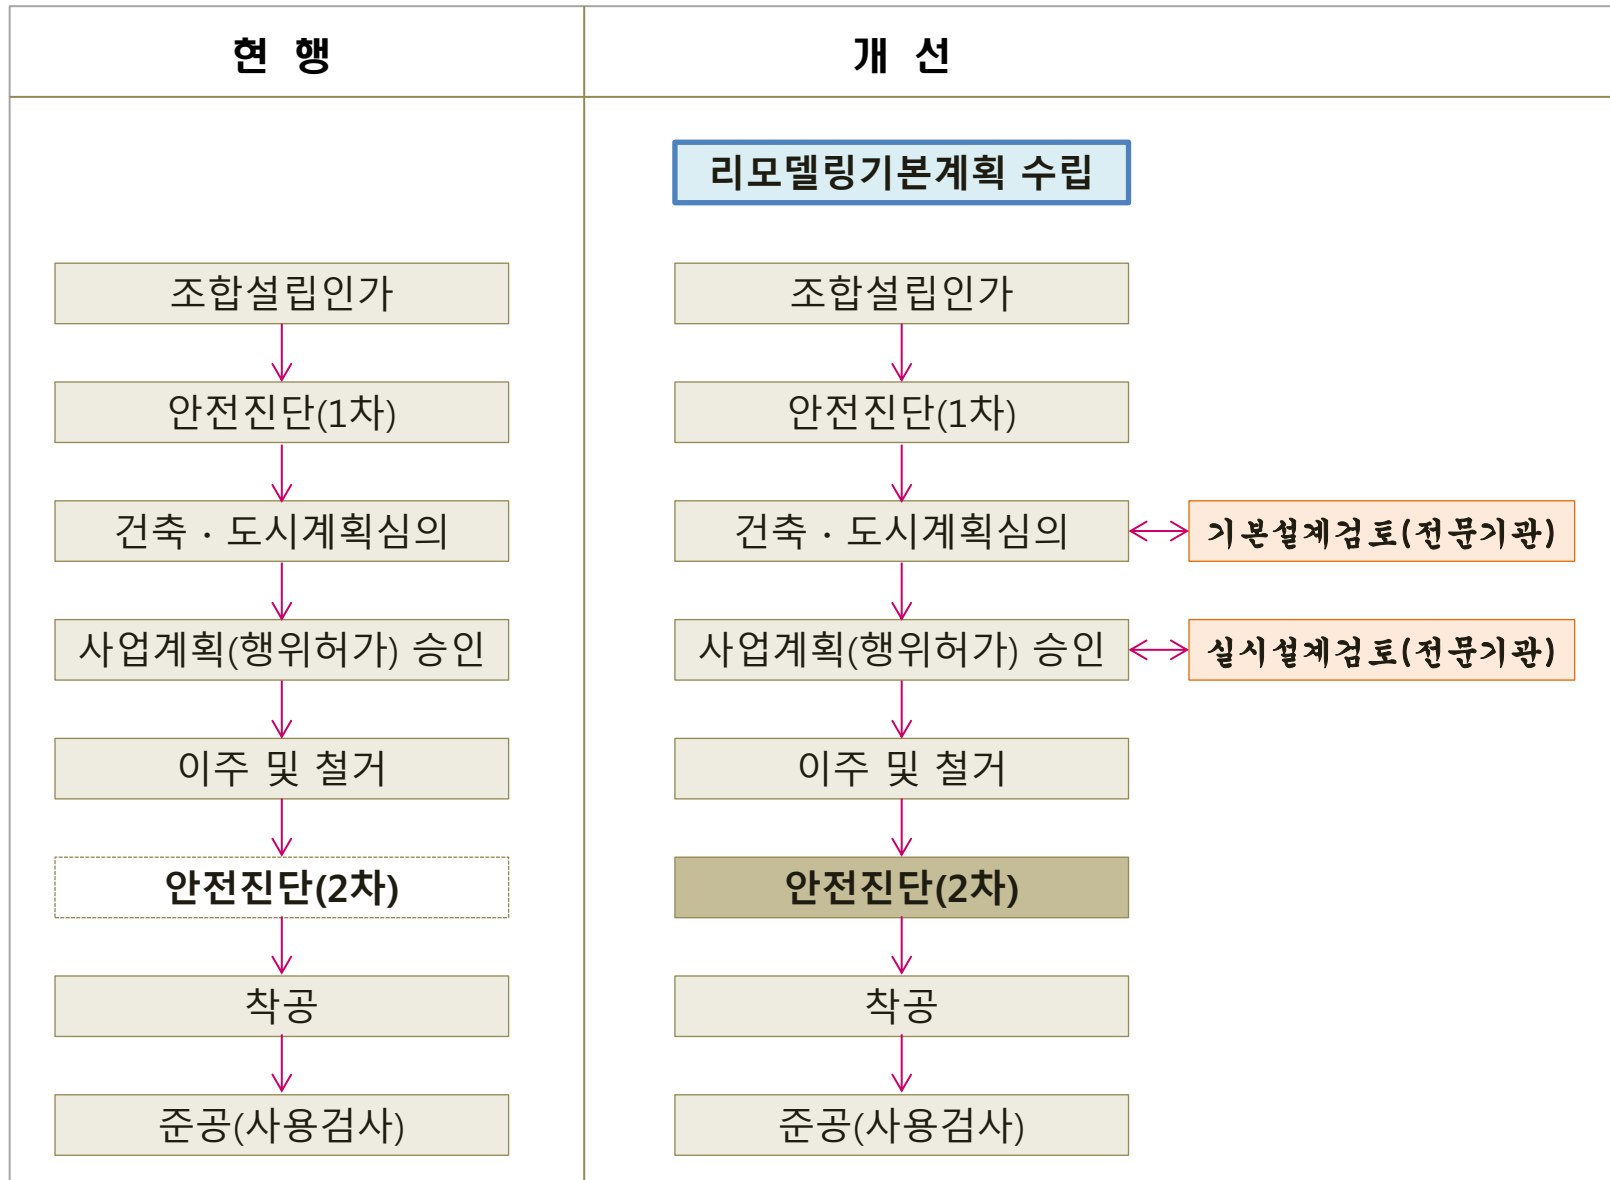 현 행
개 선
리모델링기본계획 수립
조합설립인가
조합설립인가
안전진단(1차)
안전진단(1차)
건축 · 도시계획심의
건축 · 도시계획심의
기본설계검토(전문기관)
사업계획(행위허가) 승인
사업계획(행위허가) 승인
실시설계검토(전문기관)
이주 및 철거
이주 및 철거
안전진단(2차)
안전진단(2차)
착공
착공
준공(사용검사)
준공(사용검사)